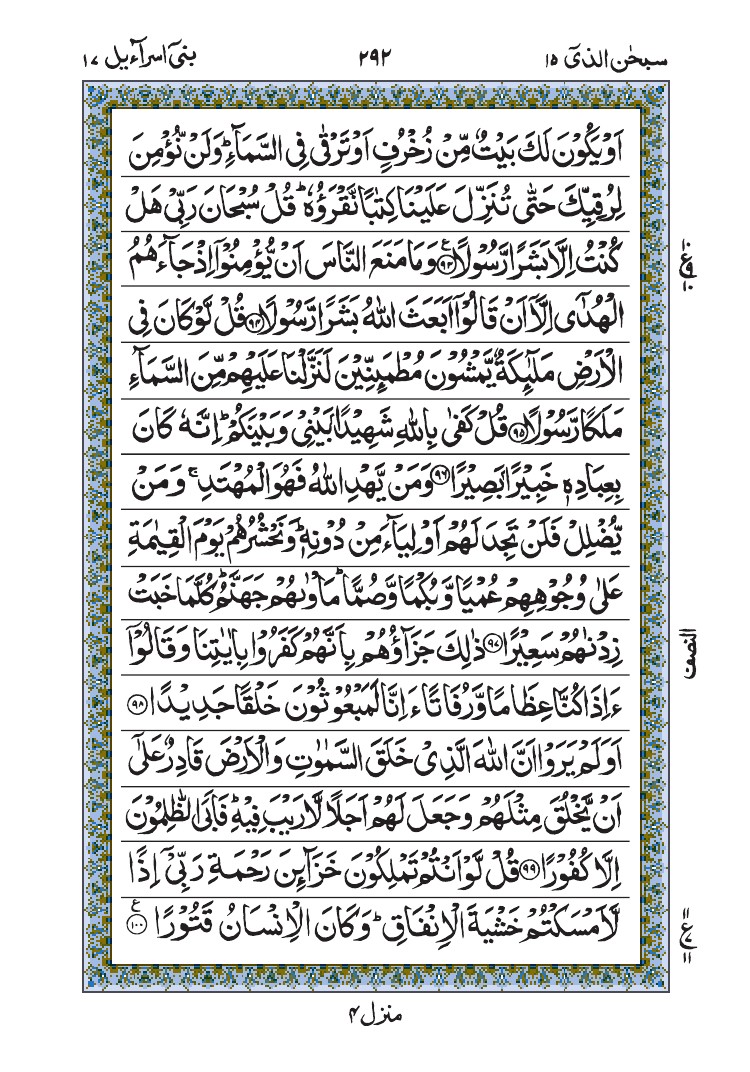 سبحٰن الذیٓ ۱۵
۲۹۲
بنیٓ اسرآءیل ۱۷
اَوْ یَكُوْنَ لَكَ بَیْتٌ مِّنْ زُخْرُفٍ اَوْ تَرْقٰى فِی السَّمَآءِؕ وَ لَنْ نُّؤْمِنَ
لِرُقِیِّكَ حَتّٰى تُنَزِّلَ عَلَیْنَا كِتٰبًا نَّقْرَؤُهٗؕ قُلْ سُبْحَانَ رَبِّیْ هَلْ
كُنْتُ اِلَّا بَشَرًا رَّسُوْلًا۠ ﴿۹۳﴾ وَ مَا مَنَعَ النَّاسَ اَنْ یُّؤْمِنُوْۤا اِذْ جَآءَهُمُ
الْهُدٰۤى اِلَّاۤ اَنْ قَالُوْۤا اَبَعَثَ اللّٰهُ بَشَرًا رَّسُوْلًا ﴿۹۴﴾ قُلْ لَّوْ كَانَ فِی
الْاَرْضِ مَلٰٓىِٕكَةٌ یَّمْشُوْنَ مُطْمَىِٕنِّیْنَ لَنَزَّلْنَا عَلَیْهِمْ مِّنَ السَّمَآءِ
مَلَكًا رَّسُوْلًا ﴿۹۵﴾ قُلْ كَفٰى بِاللّٰهِ شَهِیْدًۢا بَیْنِیْ وَ بَیْنَكُمْؕ اِنَّهٗ كَانَ
بِعِبَادِهٖ خَبِیْرًۢا بَصِیْرًا ﴿۹۶﴾ وَ مَنْ یَّهْدِ اللّٰهُ فَهُوَ الْمُهْتَدِۚ وَ مَنْ
یُّضْلِلْ فَلَنْ تَجِدَ لَهُمْ اَوْلِیَآءَ مِنْ دُوْنِهٖؕ وَ نَحْشُرُهُمْ یَوْمَ الْقِیٰمَةِ
عَلٰى وُجُوْهِهِمْ عُمْیًا وَّ بُكْمًا وَّ صُمًّاؕ مَاْوٰىهُمْ جَهَنَّمُؕ كُلَّمَا خَبَتْ
زِدْنٰهُمْ سَعِیْرًا ﴿۹۷﴾ ذٰلِكَ جَزَآؤُهُمْ بِاَنَّهُمْ كَفَرُوْا بِاٰیٰتِنَا وَ قَالُوْۤا
ءَاِذَا كُنَّا عِظَامًا وَّ رُفَاتًا ءَاِنَّا لَمَبْعُوْثُوْنَ خَلْقًا جَدِیْدًا ﴿۹۸﴾
اَوَ لَمْ یَرَوْا اَنَّ اللّٰهَ الَّذِیْ خَلَقَ السَّمٰوٰتِ وَ الْاَرْضَ قَادِرٌ عَلٰۤى
اَنْ یَّخْلُقَ مِثْلَهُمْ وَ جَعَلَ لَهُمْ اَجَلًا لَّا رَیْبَ فِیْهِؕ فَاَبَى الظّٰلِمُوْنَ
اِلَّا كُفُوْرًا ﴿۹۹﴾ قُلْ لَّوْ اَنْتُمْ تَمْلِكُوْنَ خَزَآىِٕنَ رَحْمَةِ رَبِّیْۤ اِذًا
لَّاَمْسَكْتُمْ خَشْیَةَ الْاِنْفَاقِؕ وَ كَانَ الْاِنْسَانُ قَتُوْرًا۠ ﴿۱۰۰﴾
النصف
منزل ۴